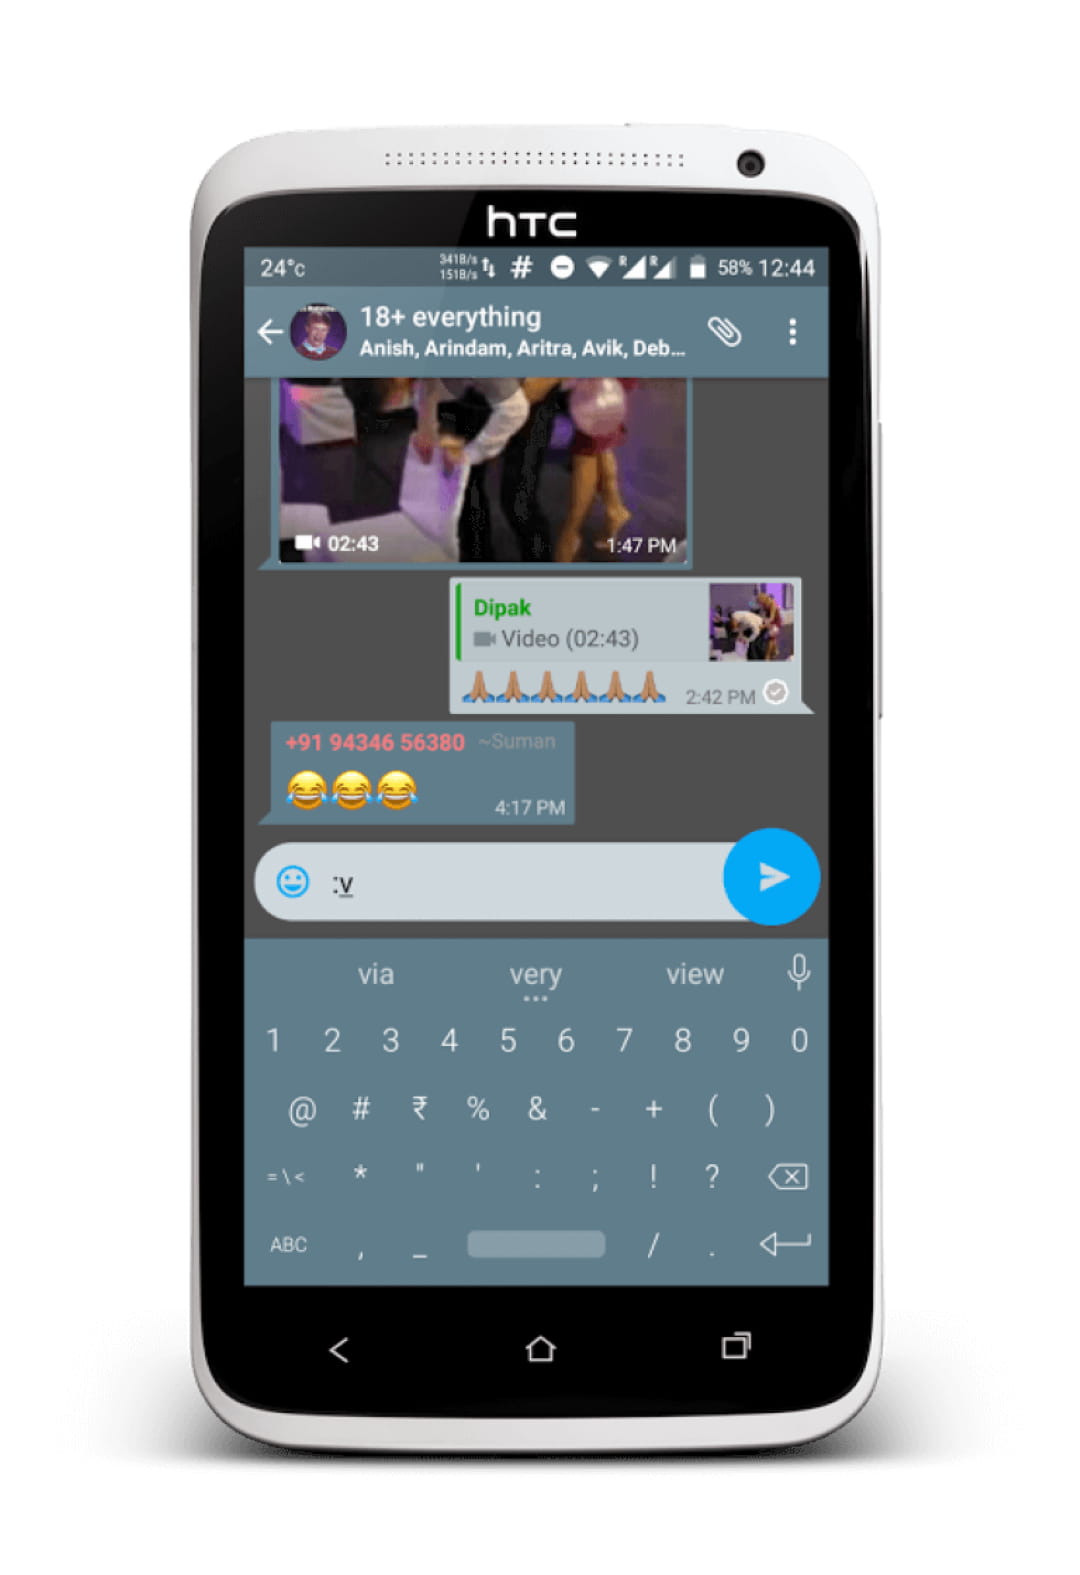 hTC
24°C 341B/s 151B/s # R R 58% 12:44
18+ everything
Anish, Arindam, Aritra, Avik, Deb...
02:43 1:47 PM
Dipak
Video (02:43)
🙏🏽🙏🏽🙏🏽🙏🏽🙏🏽🙏🏽 2:42 PM
+91 94346 56380 ~Suman
😂😂😂 4:17 PM
:v
via very view
1 2 3 4 5 6 7 8 9 0
@ # ₹ % & - + ( )
=\< * " ' : ; ! ?
ABC , _ / .